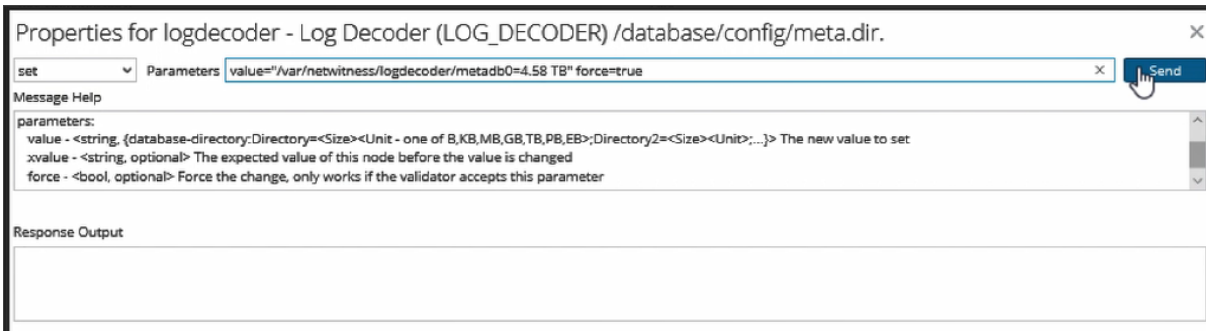 Properties for logdecoder - Log Decoder (LOG_DECODER) /database/config/meta.dir.
set Parameters value="/var/netwitness/logdecoder/metadb0=4.58 TB" force=true Send
Message Help
parameters:
value - <string, {database-directory:Directory=<Size><Unit - one of B,KB,MB,GB,TB,PB,EB>;Directory2=<Size><Unit>;...}> The new value to set
xvalue - <string, optional> The expected value of this node before the value is changed
force - <bool, optional> Force the change, only works if the validator accepts this parameter
Response Output